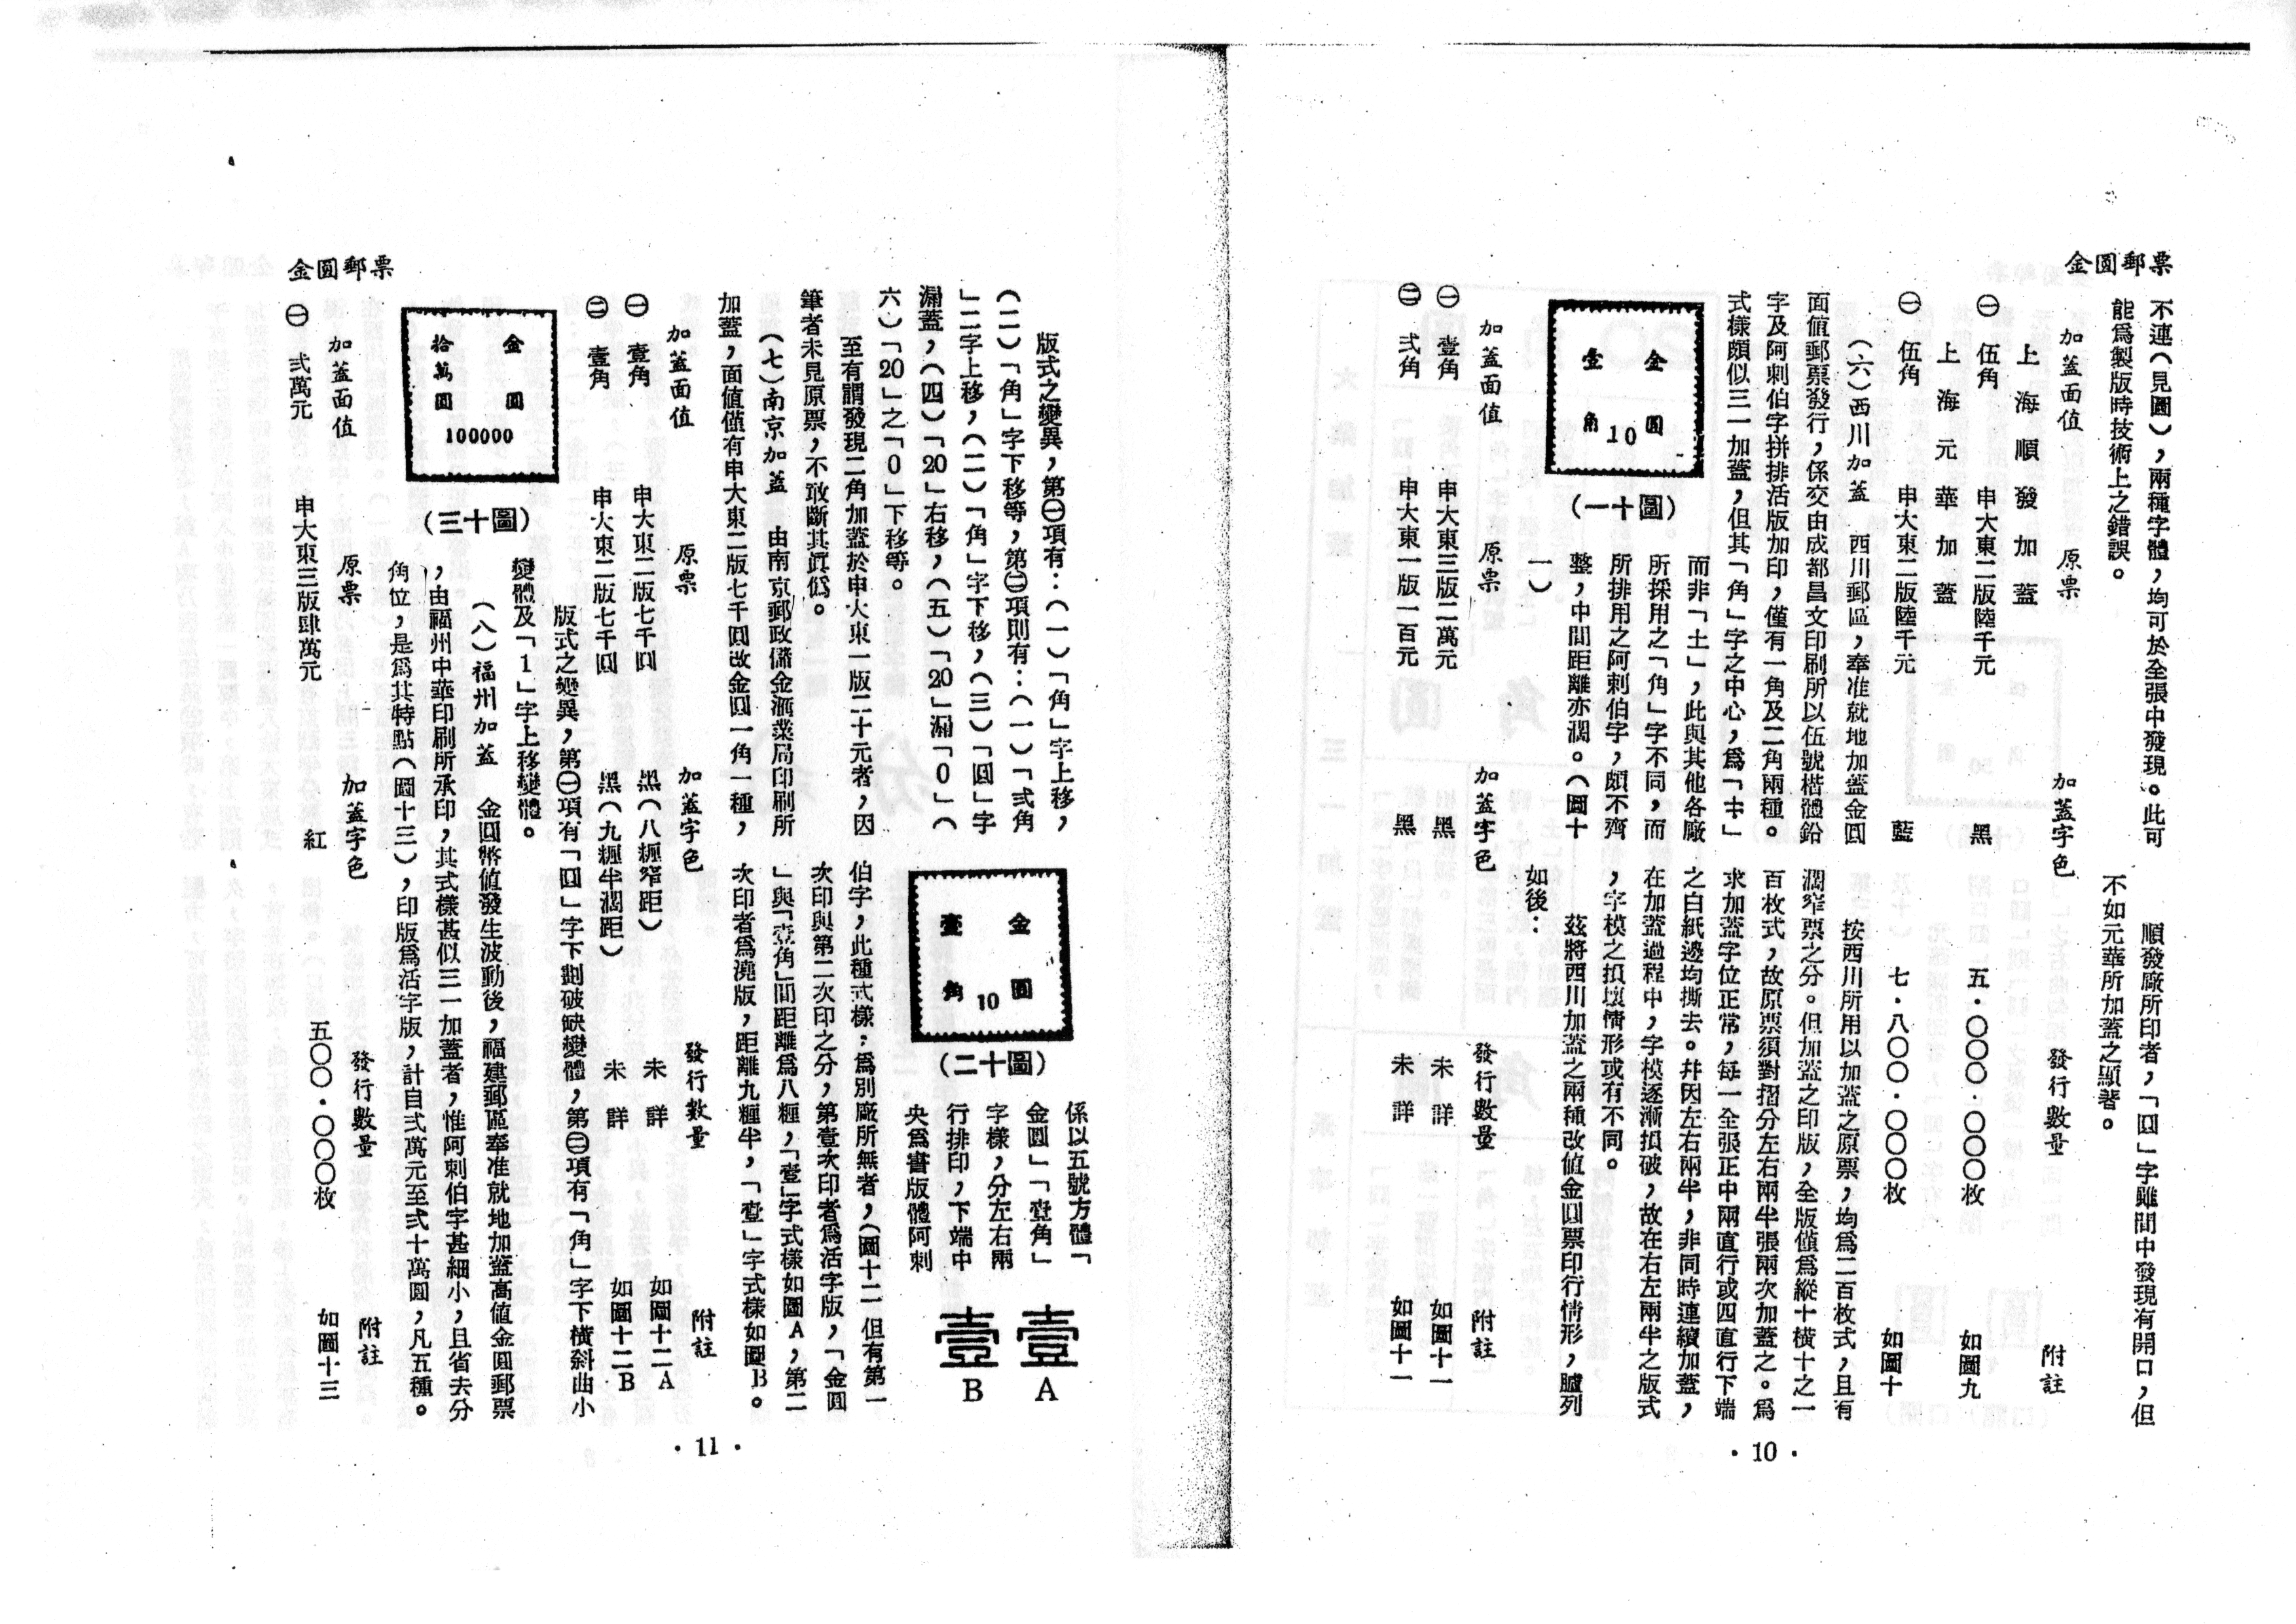 金圓郵票
不連(見圖),兩種字體,均可於全張中發現。此可
能為製版時技術上之錯誤。
順發廠所印者,「圓」字雖間中發現有開口,但
不如元華所加蓋之顯著。
加蓋面值 原票 加蓋字色 發行數量 附註
上海順發加蓋
㊀ 伍角 申大東二版陸千元 黑 五・〇〇〇・〇〇〇枚 如圖九
上海元華加蓋
㊀ 伍角 申大東二版陸千元 藍 七・八〇〇・〇〇〇枚 如圖十
(六)西川加蓋 西川郵區,奉准就地加蓋金圓
面值郵票發行,係交由成都昌文印刷所以伍號楷體鉛
字及阿刺伯字拼排活版加印,僅有一角及二角兩種。
式樣頗似三一加蓋,但其「角」字之中心,為「㐄」
而非「土」,此與其他各廠
所採用之「角」字不同,而
所排用之阿刺伯字,頗不齊
整,中間距離亦濶。(圖十
一)
金圓
壹角
10
(圖十一)
按西川所用以加蓋之原票,均為二百枚式,且有
濶窄票之分。但加蓋之印版,全版僅為縱十橫十之一
百枚式,故原票須對摺分左右兩半張兩次加蓋之。為
求加蓋字位正常,每一全張正中兩直行或四直行下端
之白紙邊均撕去。幷因左右兩半,非同時連續加蓋,
在加蓋過程中,字模逐漸損破,故在右左兩半之版式
,字模之損壞情形或有不同。
茲將西川加蓋之兩種改值金圓票印行情形,臚列
如後:
加蓋面值 原票 加蓋字色 發行數量 附註
㊀ 壹角 申大東三版二萬元 黑 未詳 如圖十一
㊁ 弍角 申大東一版一百元 黑 未詳 如圖十一
・10・
版式之變異,第㊀項有:(一)「角」字上移,
(二)「角」字下移等,第㊁項則有:(一)「弍角
」二字上移,(二)「角」字下移,(三)「圓」字
漏蓋,(四)「20」右移,(五)「20」漏「0」(
六)「20」之「0」下移等。
至有謂發現二角加蓋於申大東一版二十元者,因
筆者未見原票,不敢斷其眞僞。
(七)南京加蓋 由南京郵政儲金滙業局印刷所
加蓋,面值僅有申大東二版七千圓改金圓一角一種,
金圓
壹角
10
(圖十二)
係以五號方體「
金圓」「壹角」
字樣,分左右兩
行排印,下端中
央為書版體阿刺
壹 A
壹 B
伯字,此種式樣;為別廠所無者,(圖十二但有第一
次印與第二次印之分,第壹次印者為活字版,「金圓
」與「壹角」間距離為八糎,「壹」字式樣如圖A,第二
次印者為澆版,距離九糎半,「壹」字式樣如圖B。
加蓋面值 原票 加蓋字色 發行數量 附註
㊀ 壹角 申大東二版七千圓 黑(八糎窄距) 未詳 如圖十二A
㊁ 壹角 申大東二版七千圓 黑(九糎半濶距) 未詳 如圖十二B
版式之變異,第㊀項有「圓」字下劃破缺變體,第㊁項有「角」字下橫斜曲小
變體及「1」字上移變體。
(八)福州加蓋 金圓幣值發生波動後,福建郵區奉准就地加蓋高值金圓郵票
,由福州中華印刷所承印,其式樣甚似三一加蓋者,惟阿刺伯字甚細小,且省去分
角位,是為其特點(圖十三),印版為活字版,計自弍萬元至弍十萬圓,凡五種。
金圓
拾萬圓
100000
(圖十三)
加蓋面值 原票 加蓋字色 發行數量 附註
㊀ 弍萬元 申大東三版肆萬元 紅 五〇〇・〇〇〇枚 如圖十三
金圓郵票
・11・